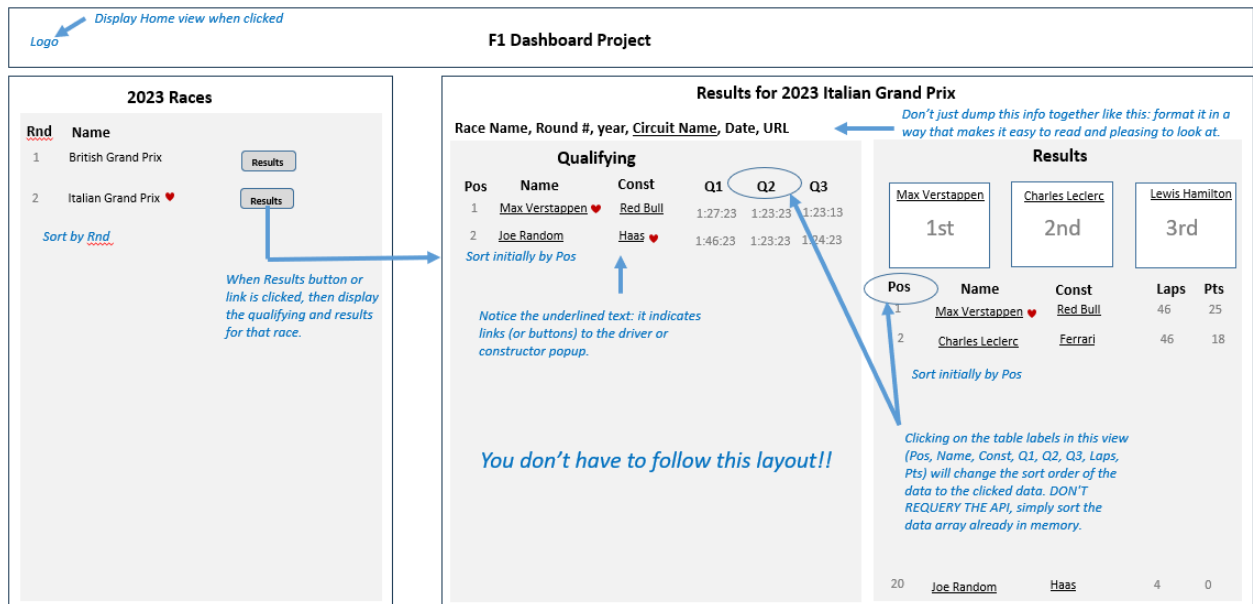 Display Home view when clicked
Logo
F1 Dashboard Project
2023 Races
Rnd Name
1 British Grand Prix Results
2 Italian Grand Prix Results
Sort by Rnd
When Results button or
link is clicked, then display
the qualifying and results
for that race.
Results for 2023 Italian Grand Prix
Race Name, Round #, year, Circuit Name, Date, URL
Don't just dump this info together like this: format it in a
way that makes it easy to read and pleasing to look at.
Qualifying
Pos Name Const Q1 Q2 Q3
1 Max Verstappen Red Bull 1:27:23 1:23:23 1:23:13
2 Joe Random Haas 1:46:23 1:23:23 1:24:23
Sort initially by Pos
Notice the underlined text: it indicates
links (or buttons) to the driver or
constructor popup.
You don't have to follow this layout!!
Results
Max Verstappen Charles Leclerc Lewis Hamilton
1st 2nd 3rd
Pos Name Const Laps Pts
1 Max Verstappen Red Bull 46 25
2 Charles Leclerc Ferrari 46 18
Sort initially by Pos
Clicking on the table labels in this view
(Pos, Name, Const, Q1, Q2, Q3, Laps,
Pts) will change the sort order of the
data to the clicked data. DON'T
REQUERY THE API, simply sort the
data array already in memory.
20 Joe Random Haas 4 0